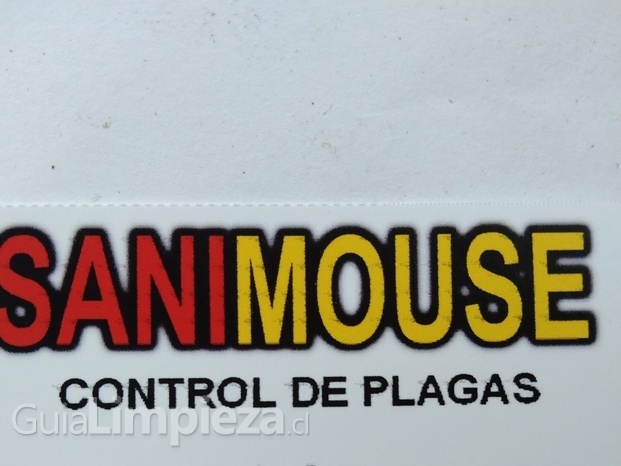 SANIMOUSE
CONTROL DE PLAGAS
GuiaLimpieza.cl